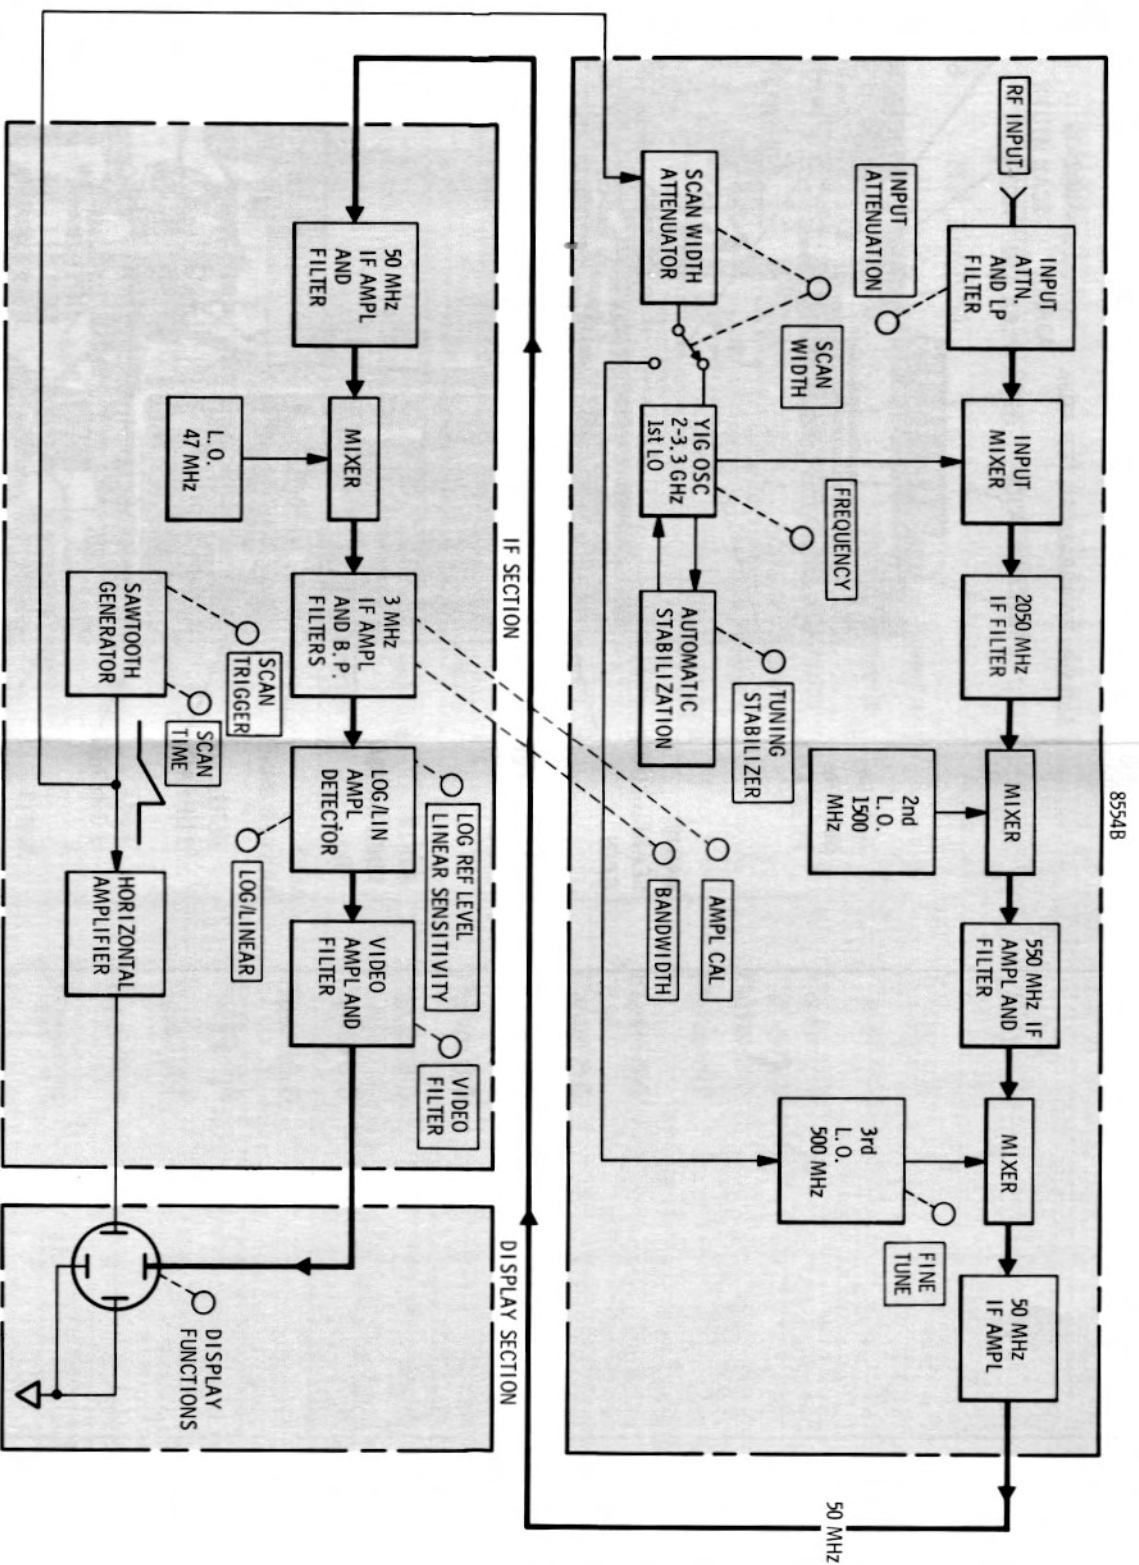 8554B
RF INPUT
INPUT
ATTN.
AND LP
FILTER
INPUT
MIXER
2050 MHz
IF FILTER
MIXER
550 MHz IF
AMPL AND
FILTER
MIXER
50 MHz
IF AMPL
INPUT
ATTENUATION
SCAN
WIDTH
FREQUENCY
TUNING
STABILIZER
2nd
L.O.
1500
MHz
3rd
L.O.
500 MHz
FINE
TUNE
SCAN WIDTH
ATTENUATOR
YIG OSC
2-3.3 GHz
1st LO
AUTOMATIC
STABILIZATION
AMPL CAL
BANDWIDTH
50 MHz
IF SECTION
DISPLAY SECTION
50 MHz
IF AMPL
AND
FILTER
MIXER
3 MHz
IF AMPL
AND B.P.
FILTERS
LOG/LIN
AMPL
DETECTOR
LOG REF LEVEL
LINEAR SENSITIVITY
VIDEO
AMPL AND
FILTER
VIDEO
FILTER
L.O.
47 MHz
SCAN
TRIGGER
SCAN
TIME
LOG/LINEAR
SAWTOOTH
GENERATOR
HORIZONTAL
AMPLIFIER
DISPLAY
FUNCTIONS